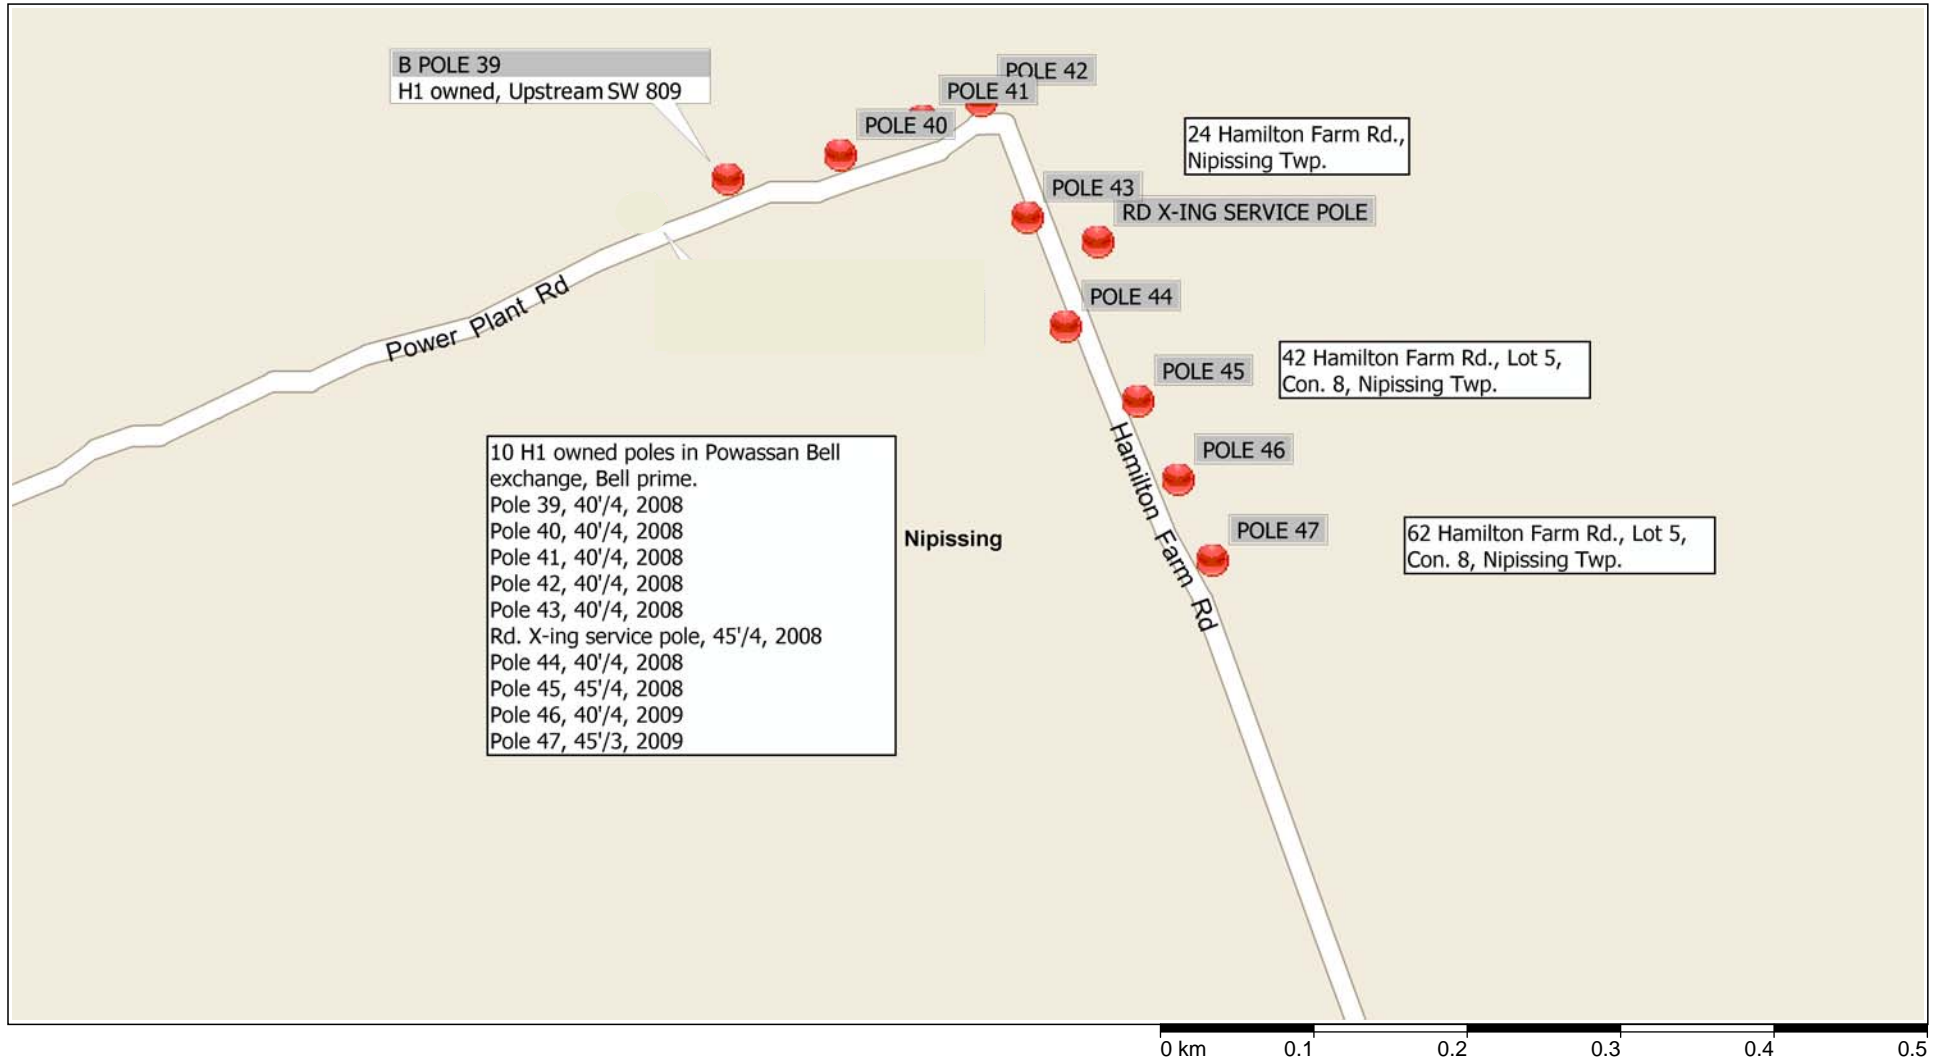 B POLE 39
H1 owned, Upstream SW 809
POLE 42
POLE 41
POLE 40
24 Hamilton Farm Rd.,
Nipissing Twp.
POLE 43
RD X-ING SERVICE POLE
POLE 44
Power Plant Rd
42 Hamilton Farm Rd., Lot 5,
Con. 8, Nipissing Twp.
POLE 45
Hamilton Farm Rd
POLE 46
10 H1 owned poles in Powassan Bell
exchange, Bell prime.
Pole 39, 40'/4, 2008
Pole 40, 40'/4, 2008
Pole 41, 40'/4, 2008
Pole 42, 40'/4, 2008
Pole 43, 40'/4, 2008
Rd. X-ing service pole, 45'/4, 2008
Pole 44, 40'/4, 2008
Pole 45, 45'/4, 2008
Pole 46, 40'/4, 2009
Pole 47, 45'/3, 2009
Nipissing
POLE 47
62 Hamilton Farm Rd., Lot 5,
Con. 8, Nipissing Twp.
0 km 0.1 0.2 0.3 0.4 0.5